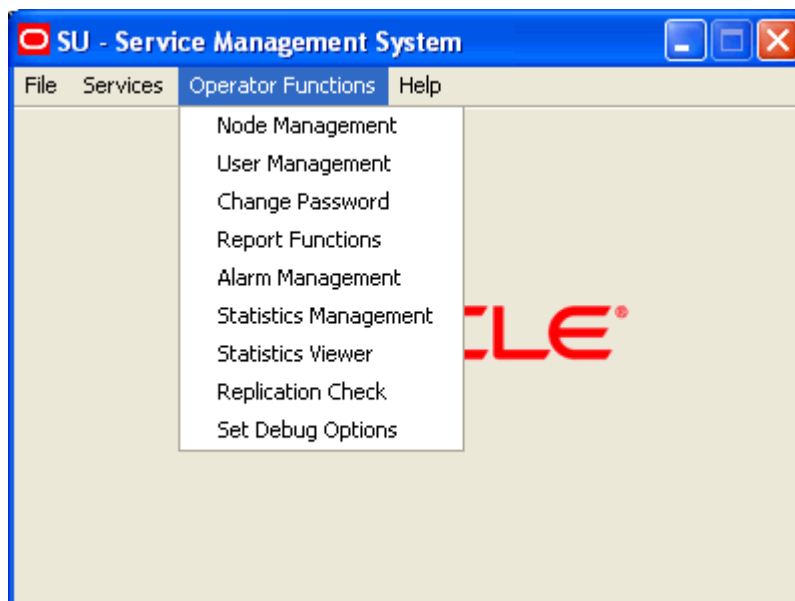 SU - Service Management System
File Services Operator Functions Help
Node Management
User Management
Change Password
Report Functions
Alarm Management
Statistics Management
Statistics Viewer
Replication Check
Set Debug Options
CLE®